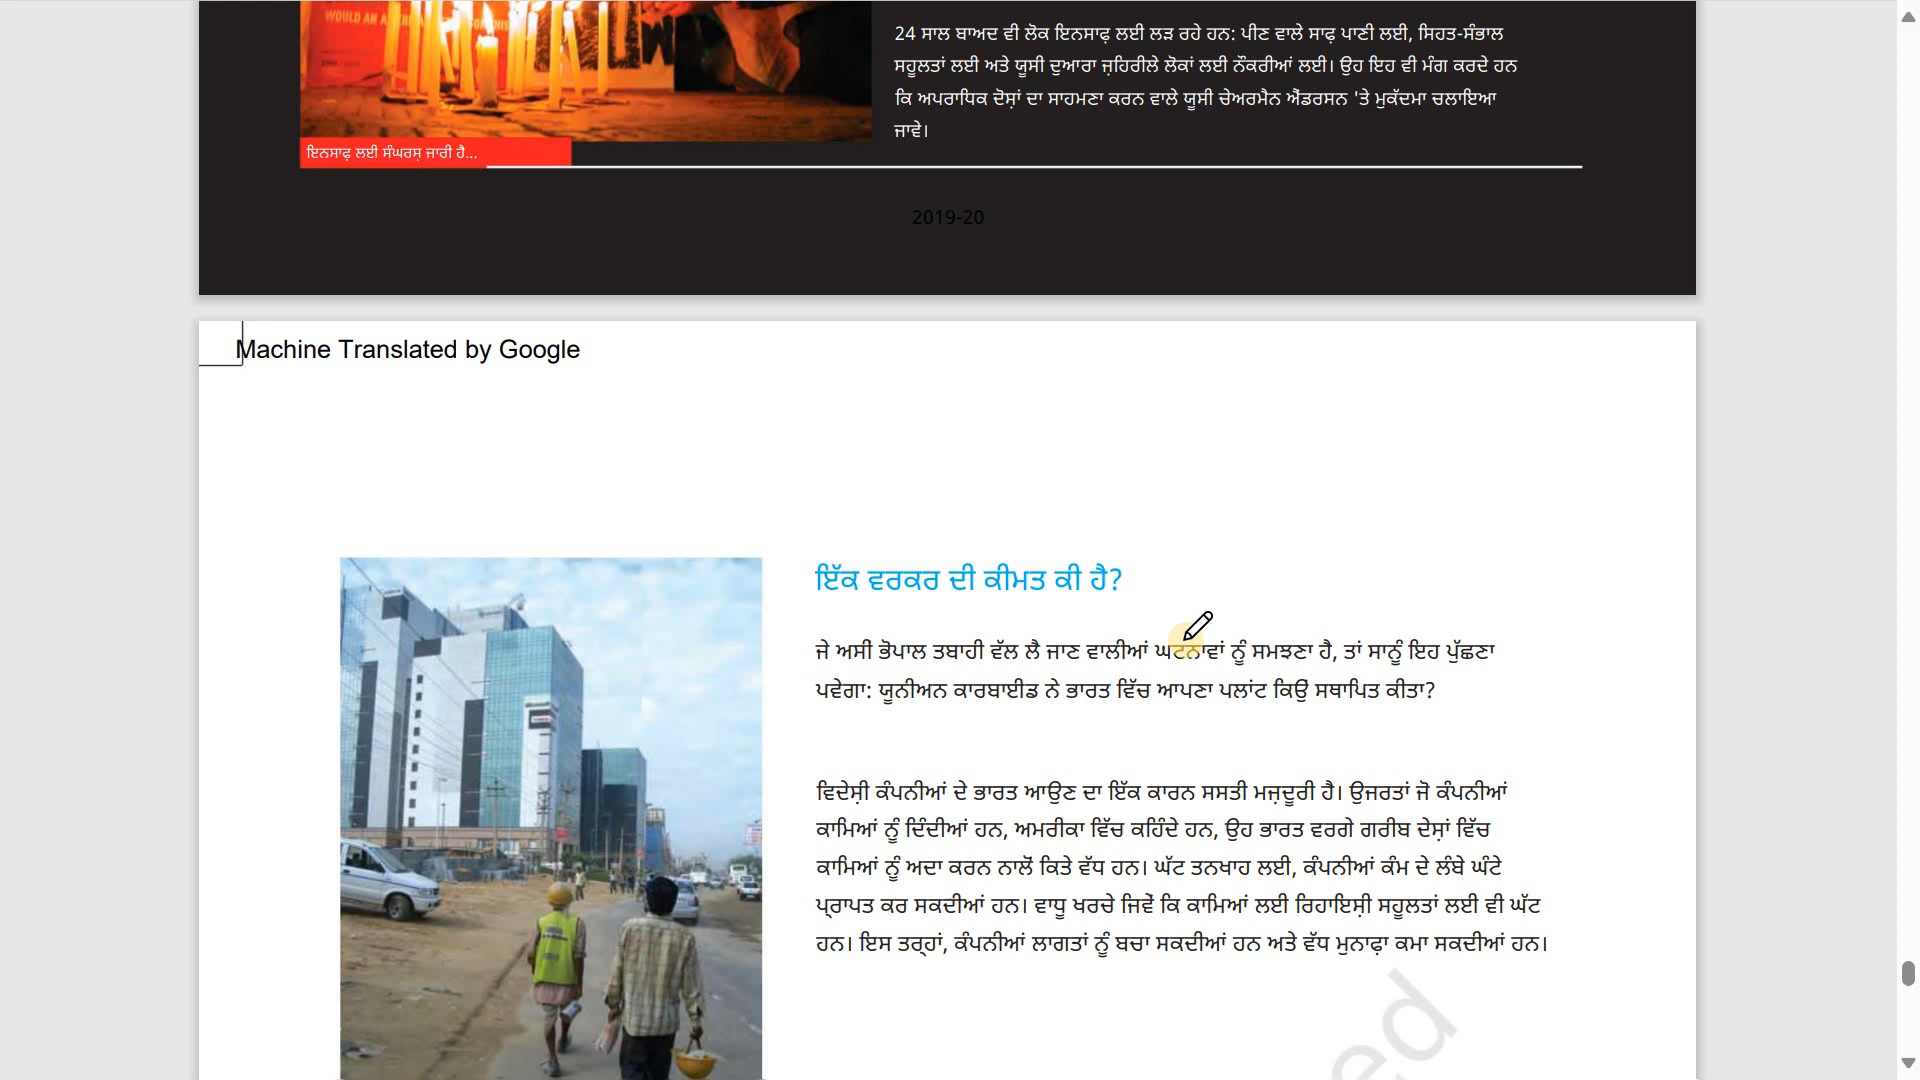 24 ਸਾਲ ਬਾਅਦ ਵੀ ਲੋਕ ਇਨਸਾਫ਼ ਲਈ ਲੜ ਰਹੇ ਹਨ: ਪੀਣ ਵਾਲੇ ਸਾਫ਼ ਪਾਣੀ ਲਈ, ਸਿਹਤ-ਸੰਭਾਲ
ਸਹੂਲਤਾਂ ਲਈ ਅਤੇ ਯੂਸੀ ਦੁਆਰਾ ਜ਼ਹਿਰੀਲੇ ਲੋਕਾਂ ਲਈ ਨੌਕਰੀਆਂ ਲਈ। ਉਹ ਇਹ ਵੀ ਮੰਗ ਕਰਦੇ ਹਨ
ਕਿ ਅਪਰਾਧਿਕ ਦੋਸ਼ਾਂ ਦਾ ਸਾਹਮਣਾ ਕਰਨ ਵਾਲੇ ਯੂਸੀ ਚੇਅਰਮੈਨ ਐਂਡਰਸਨ 'ਤੇ ਮੁਕੱਦਮਾ ਚਲਾਇਆ
ਜਾਵੇ।
ਇਨਸਾਫ਼ ਲਈ ਸੰਘਰਸ਼ ਜਾਰੀ ਹੈ...
2019-20
Machine Translated by Google
ਇੱਕ ਵਰਕਰ ਦੀ ਕੀਮਤ ਕੀ ਹੈ?
ਜੇ ਅਸੀਂ ਭੋਪਾਲ ਤਬਾਹੀ ਵੱਲ ਲੈ ਜਾਣ ਵਾਲੀਆਂ ਘਟਨਾਵਾਂ ਨੂੰ ਸਮਝਣਾ ਹੈ, ਤਾਂ ਸਾਨੂੰ ਇਹ ਪੁੱਛਣਾ
ਪਵੇਗਾ: ਯੂਨੀਅਨ ਕਾਰਬਾਈਡ ਨੇ ਭਾਰਤ ਵਿੱਚ ਆਪਣਾ ਪਲਾਂਟ ਕਿਉਂ ਸਥਾਪਿਤ ਕੀਤਾ?
ਵਿਦੇਸ਼ੀ ਕੰਪਨੀਆਂ ਦੇ ਭਾਰਤ ਆਉਣ ਦਾ ਇੱਕ ਕਾਰਨ ਸਸਤੀ ਮਜ਼ਦੂਰੀ ਹੈ। ਉਜਰਤਾਂ ਜੋ ਕੰਪਨੀਆਂ
ਕਾਮਿਆਂ ਨੂੰ ਦਿੰਦੀਆਂ ਹਨ, ਅਮਰੀਕਾ ਵਿੱਚ ਕਹਿੰਦੇ ਹਨ, ਉਹ ਭਾਰਤ ਵਰਗੇ ਗਰੀਬ ਦੇਸ਼ਾਂ ਵਿੱਚ
ਕਾਮਿਆਂ ਨੂੰ ਅਦਾ ਕਰਨ ਨਾਲੋਂ ਕਿਤੇ ਵੱਧ ਹਨ। ਘੱਟ ਤਨਖਾਹ ਲਈ, ਕੰਪਨੀਆਂ ਕੰਮ ਦੇ ਲੰਬੇ ਘੰਟੇ
ਪ੍ਰਾਪਤ ਕਰ ਸਕਦੀਆਂ ਹਨ। ਵਾਧੂ ਖਰਚੇ ਜਿਵੇਂ ਕਿ ਕਾਮਿਆਂ ਲਈ ਰਿਹਾਇਸ਼ੀ ਸਹੂਲਤਾਂ ਲਈ ਵੀ ਘੱਟ
ਹਨ। ਇਸ ਤਰ੍ਹਾਂ, ਕੰਪਨੀਆਂ ਲਾਗਤਾਂ ਨੂੰ ਬਚਾ ਸਕਦੀਆਂ ਹਨ ਅਤੇ ਵੱਧ ਮੁਨਾਫ਼ਾ ਕਮਾ ਸਕਦੀਆਂ ਹਨ।
ed